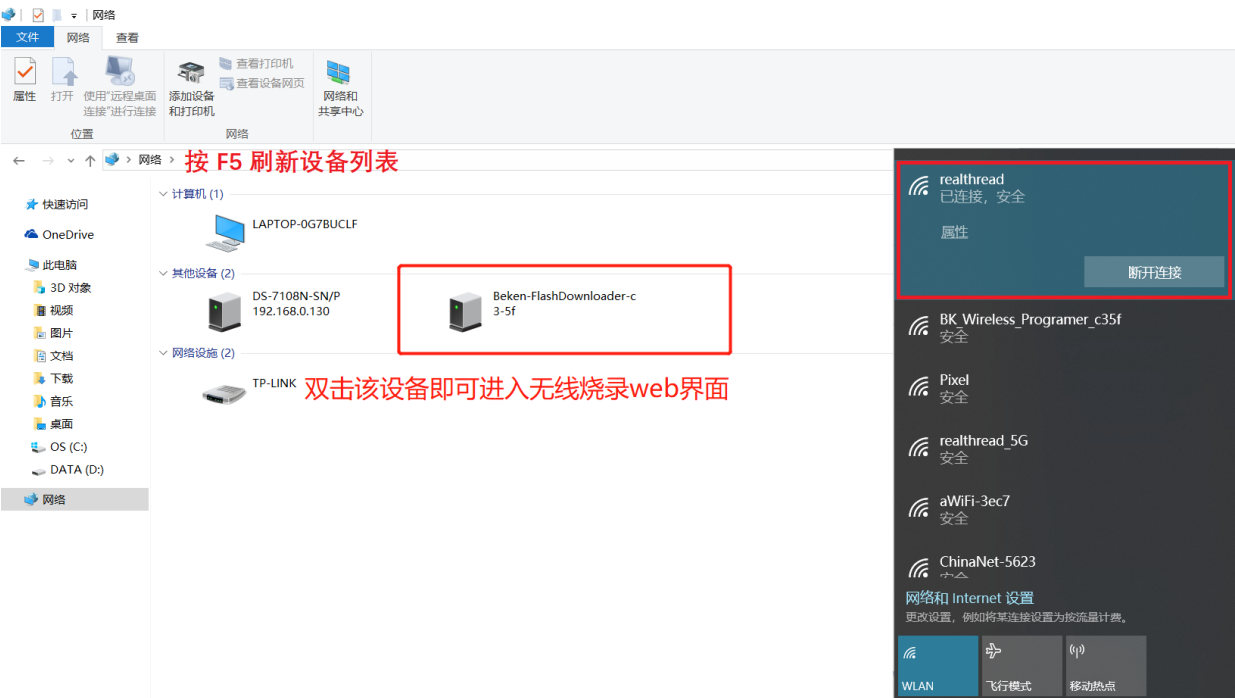 网络
文件 网络 查看
属性
打开
使用"远程桌面
连接"进行连接
添加设备
和打印机
查看打印机
查看设备网页
网络和
共享中心
位置
网络
网络
按 F5 刷新设备列表
快速访问
OneDrive
此电脑
3D 对象
视频
图片
文档
下载
音乐
桌面
OS (C:)
DATA (D:)
网络
计算机 (1)
LAPTOP-0G7BUCLF
其他设备 (2)
DS-7108N-SN/P
192.168.0.130
Beken-FlashDownloader-c
3-5f
网络设施 (2)
TP-LINK
双击该设备即可进入无线烧录web界面
realthread
已连接，安全
属性
断开连接
BK_Wireless_Programer_c35f
安全
Pixel
安全
realthread_5G
安全
aWiFi-3ec7
安全
ChinaNet-5623
网络和 Internet 设置
更改设置，例如将某连接设置为按流量计费。
WLAN
飞行模式
移动热点